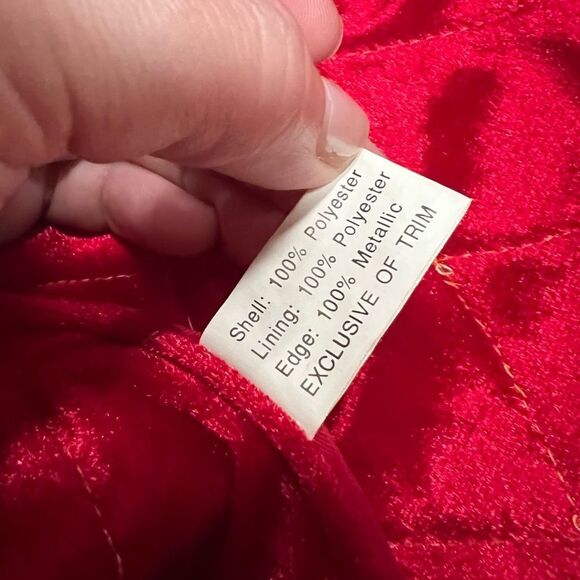 Shell: 100% Polyester
Lining: 100% Polyester
Edge: 100% Metallic
EXCLUSIVE OF TRIM